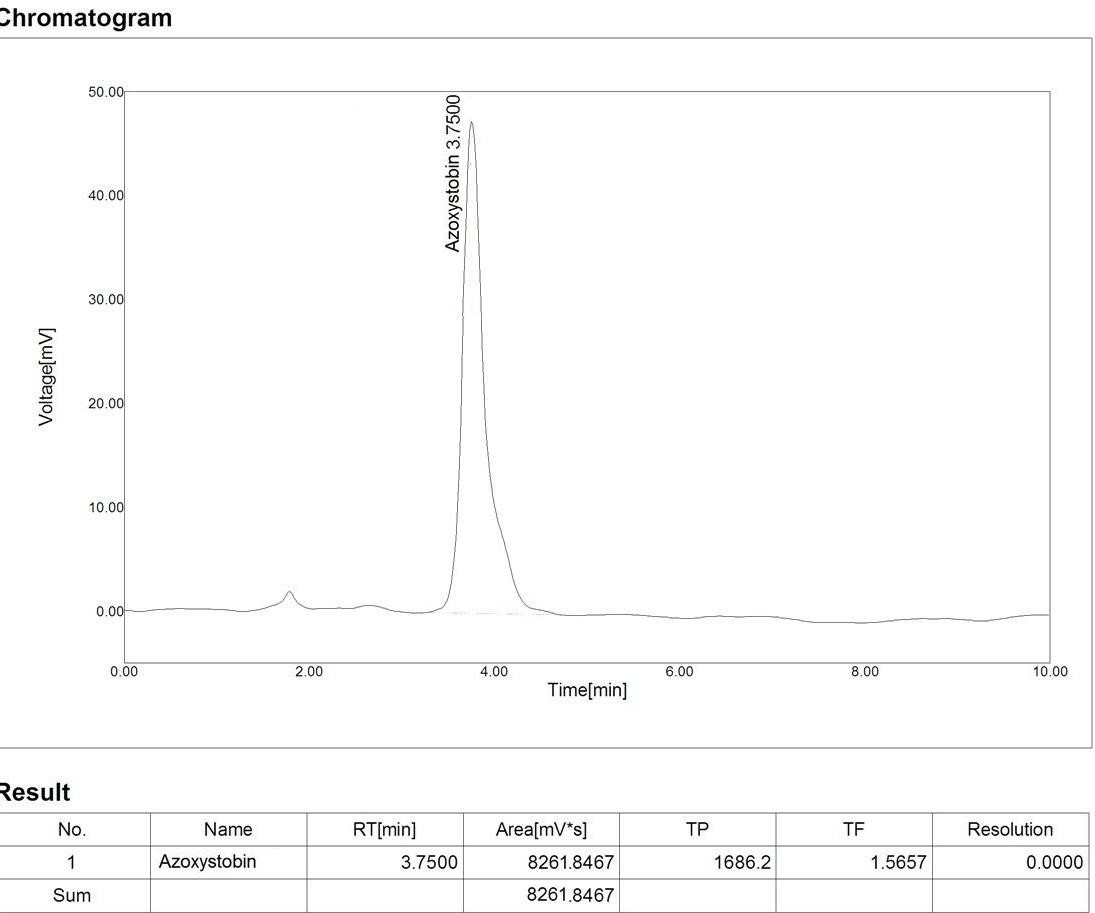 Chromatogram
50.00
40.00
30.00
20.00
10.00
0.00
Voltage[mV]
Azoxystobin 3.7500
0.00 2.00 4.00 6.00 8.00 10.00
Time[min]
Result
No. Name RT[min] Area[mV*s] TP TF Resolution
1 Azoxystobin 3.7500 8261.8467 1686.2 1.5657 0.0000
Sum 8261.8467